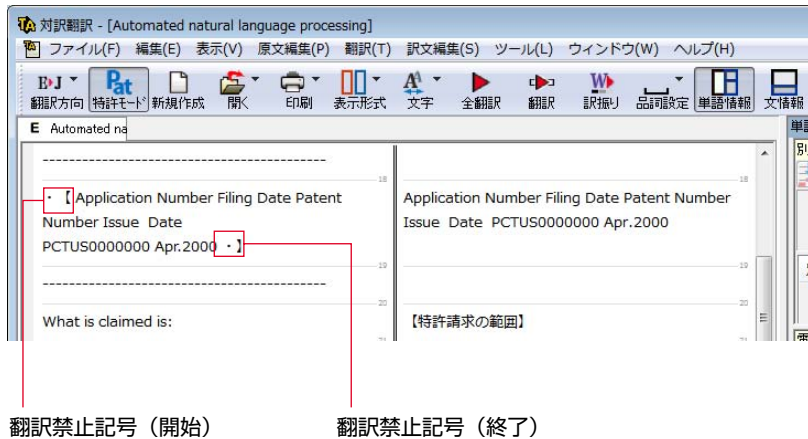 対訳翻訳 - [Automated natural language processing]
ファイル(F) 編集(E) 表示(V) 原文編集(P) 翻訳(T) 訳文編集(S) ツール(L) ウィンドウ(W) ヘルプ(H)
E▸J Pat W
翻訳方向 特許モード 新規作成 開く 印刷 表示形式 文字 全翻訳 翻訳 訳振り 品詞設定 単語情報 文情報
E Automated na
---------------------------------------------
18 18
・【Application Number Filing Date Patent
Number Issue Date
PCTUS0000000 Apr.2000 ・】
Application Number Filing Date Patent Number
Issue Date PCTUS0000000 Apr.2000
19 19
---------------------------------------------
20 20
What is claimed is:
【特許請求の範囲】
翻訳禁止記号（開始）
翻訳禁止記号（終了）